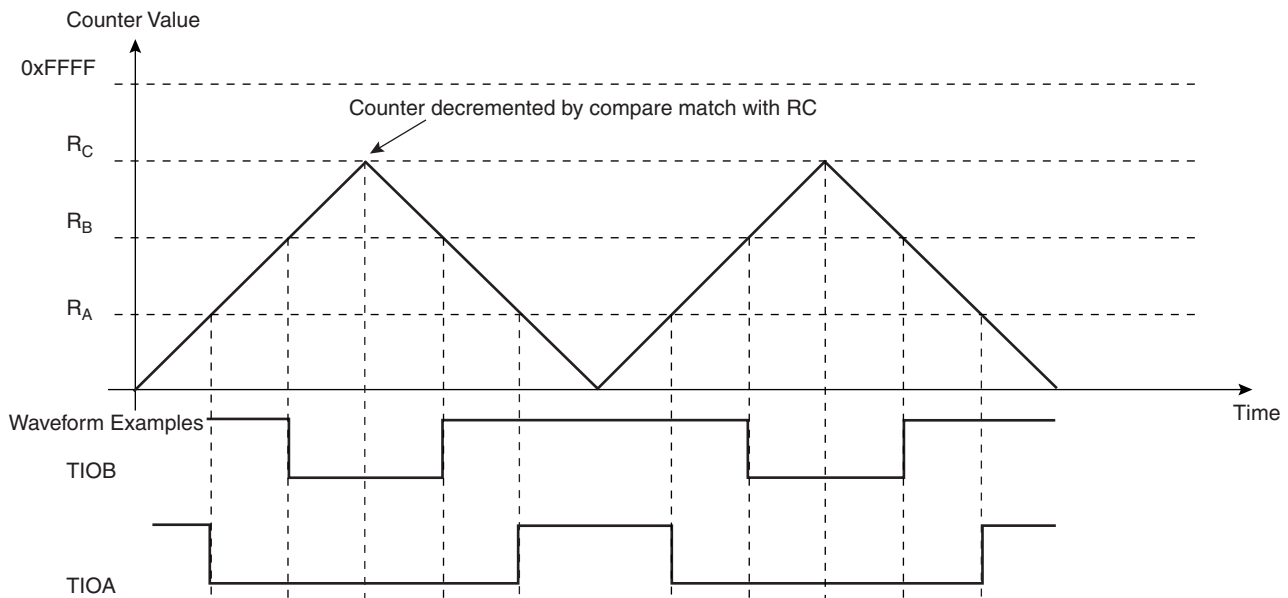 Counter Value
0xFFFF
Counter decremented by compare match with RC
RC
RB
RA
Time
Waveform Examples
TIOB
TIOA